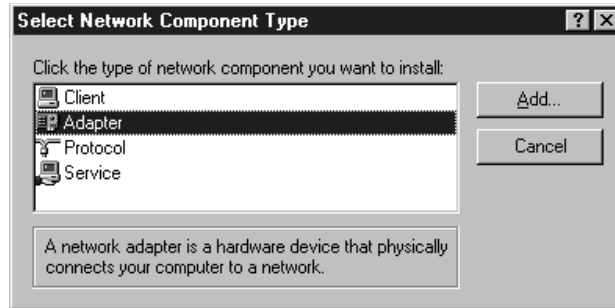 Select Network Component Type
Click the type of network component you want to install:
Client
Adapter
Protocol
Service
Add...
Cancel
A network adapter is a hardware device that physically
connects your computer to a network.